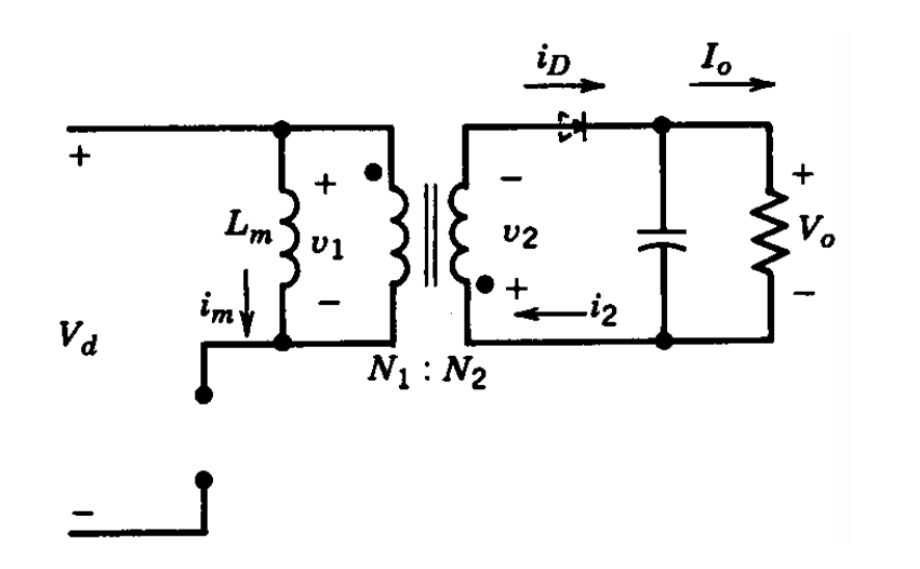 i_D
I_o
+
+
−
+
L_m
v_1
v_2
V_o
−
+
−
i_m
i_2
V_d
N_1 : N_2
−